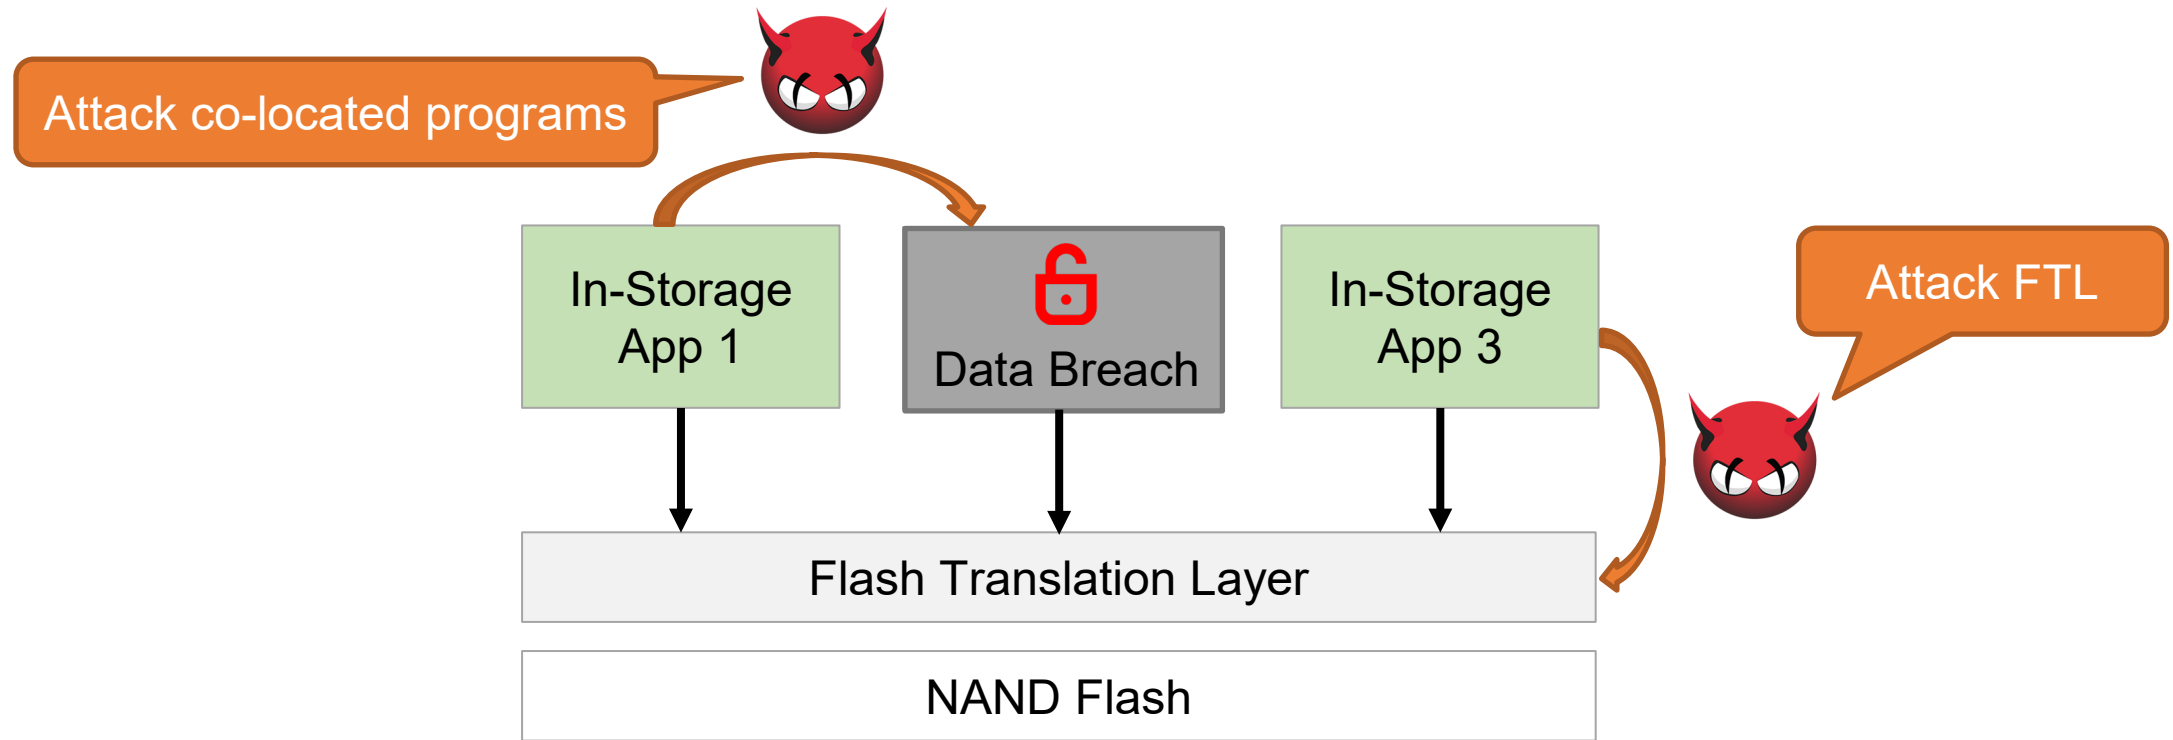 Attack co-located programs
In-Storage
App 1
Data Breach
In-Storage
App 3
Attack FTL
Flash Translation Layer
NAND Flash